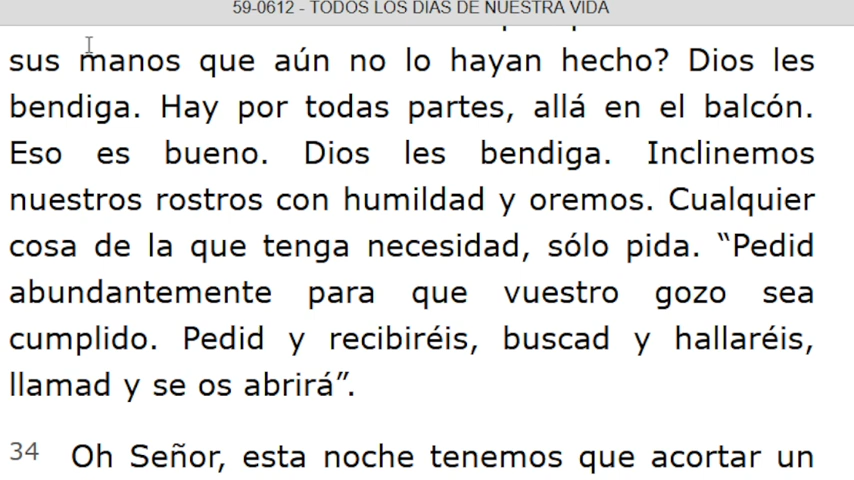 59-0612 - TODOS LOS DIAS DE NUESTRA VIDA
sus manos que aún no lo hayan hecho? Dios les
bendiga. Hay por todas partes, allá en el balcón.
Eso es bueno. Dios les bendiga. Inclinemos
nuestros rostros con humildad y oremos. Cualquier
cosa de la que tenga necesidad, sólo pida. “Pedid
abundantemente para que vuestro gozo sea
cumplido. Pedid y recibiréis, buscad y hallaréis,
llamad y se os abrirá”.
34 Oh Señor, esta noche tenemos que acortar un